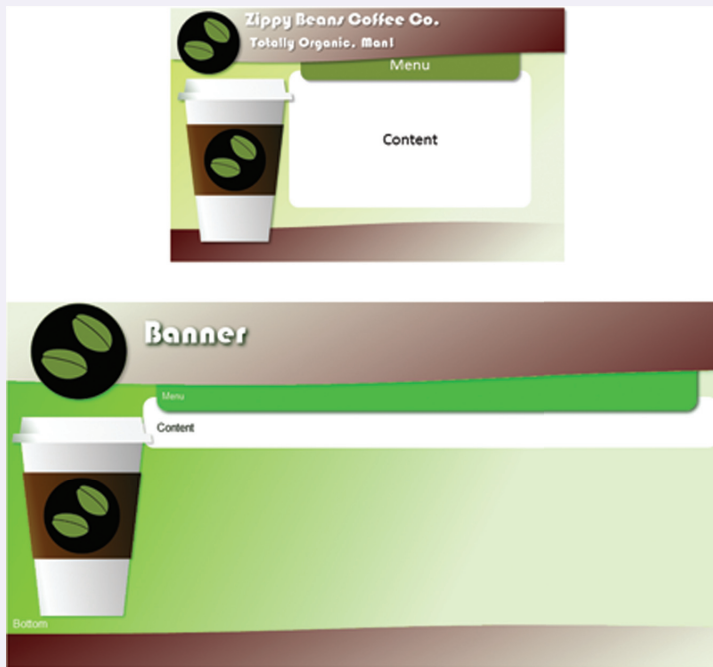 Zippy Beans Coffee Co.
Totally Organic, Man!
Menu
Content
Banner
Menu
Content
Bottom